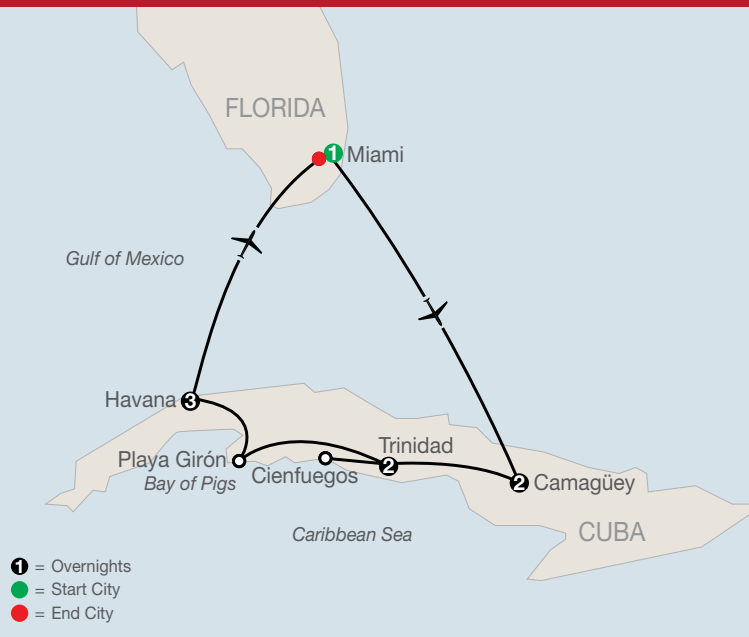 FLORIDA
1 Miami
Gulf of Mexico
Havana 3
Trinidad
Playa Girón
2
Cienfuegos
Bay of Pigs
2 Camagüey
Caribbean Sea
CUBA
1 = Overnights
= Start City
= End City